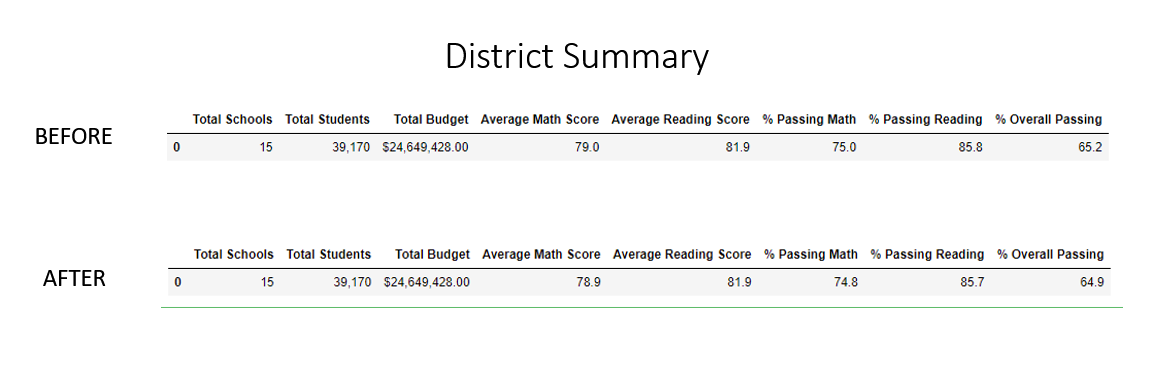 District Summary
BEFORE
Total Schools Total Students Total Budget Average Math Score Average Reading Score % Passing Math % Passing Reading % Overall Passing
0 15 39,170 $24,649,428.00 79.0 81.9 75.0 85.8 65.2
AFTER
Total Schools Total Students Total Budget Average Math Score Average Reading Score % Passing Math % Passing Reading % Overall Passing
0 15 39,170 $24,649,428.00 78.9 81.9 74.8 85.7 64.9